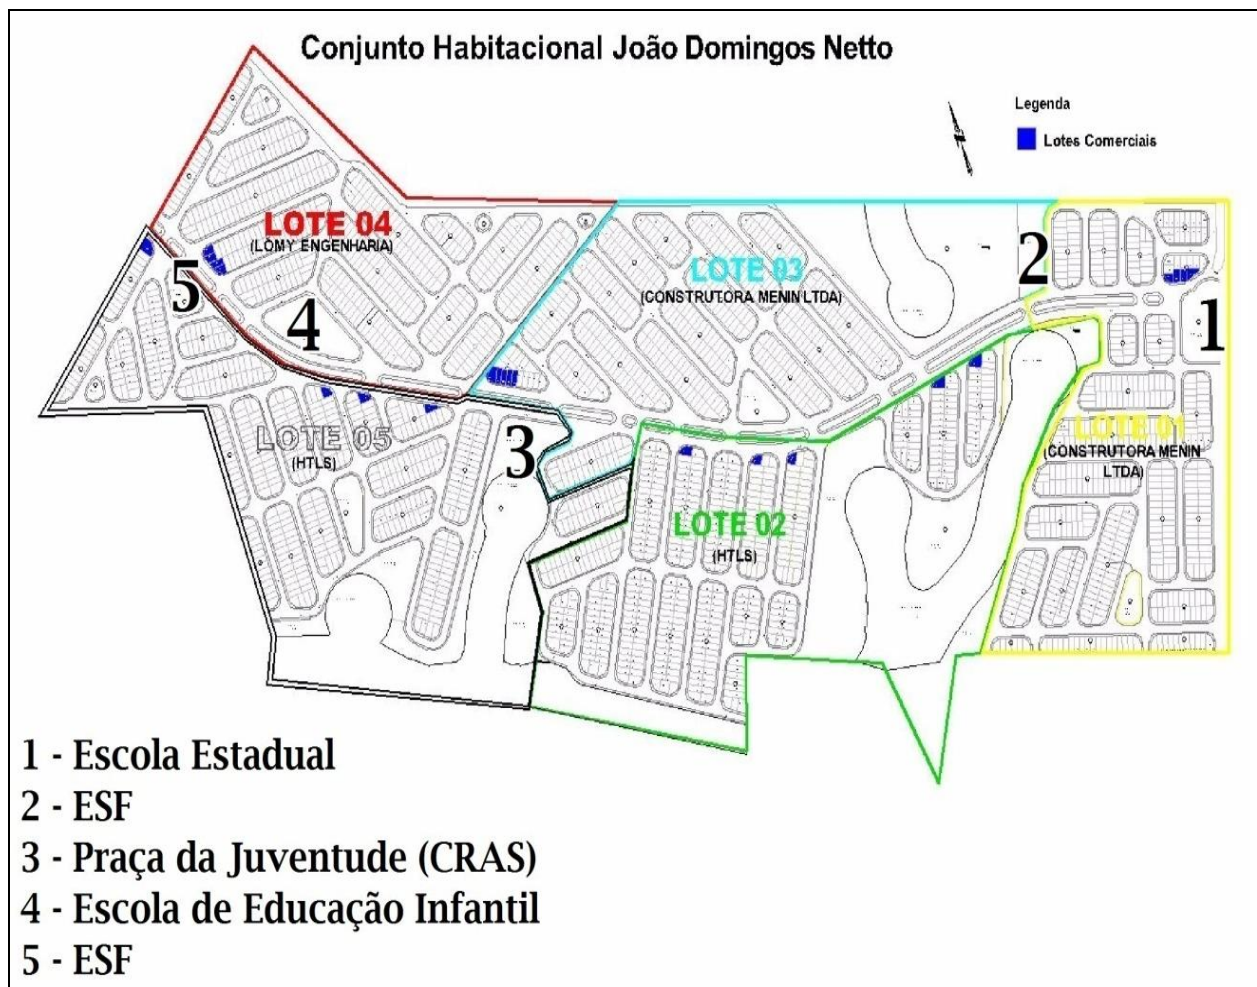 Conjunto Habitacional João Domingos Netto
Legenda
Lotes Comerciais
LOTE 04
(LOMY ENGENHARIA)
LOTE 03
(CONSTRUTORA MENIN LTDA)
2
5
4
1
LOTE 05
(HTLS)
3
LOTE 01
(CONSTRUTORA MENIN
LTDA)
LOTE 02
(HTLS)
1 - Escola Estadual
2 - ESF
3 - Praça da Juventude (CRAS)
4 - Escola de Educação Infantil
5 - ESF